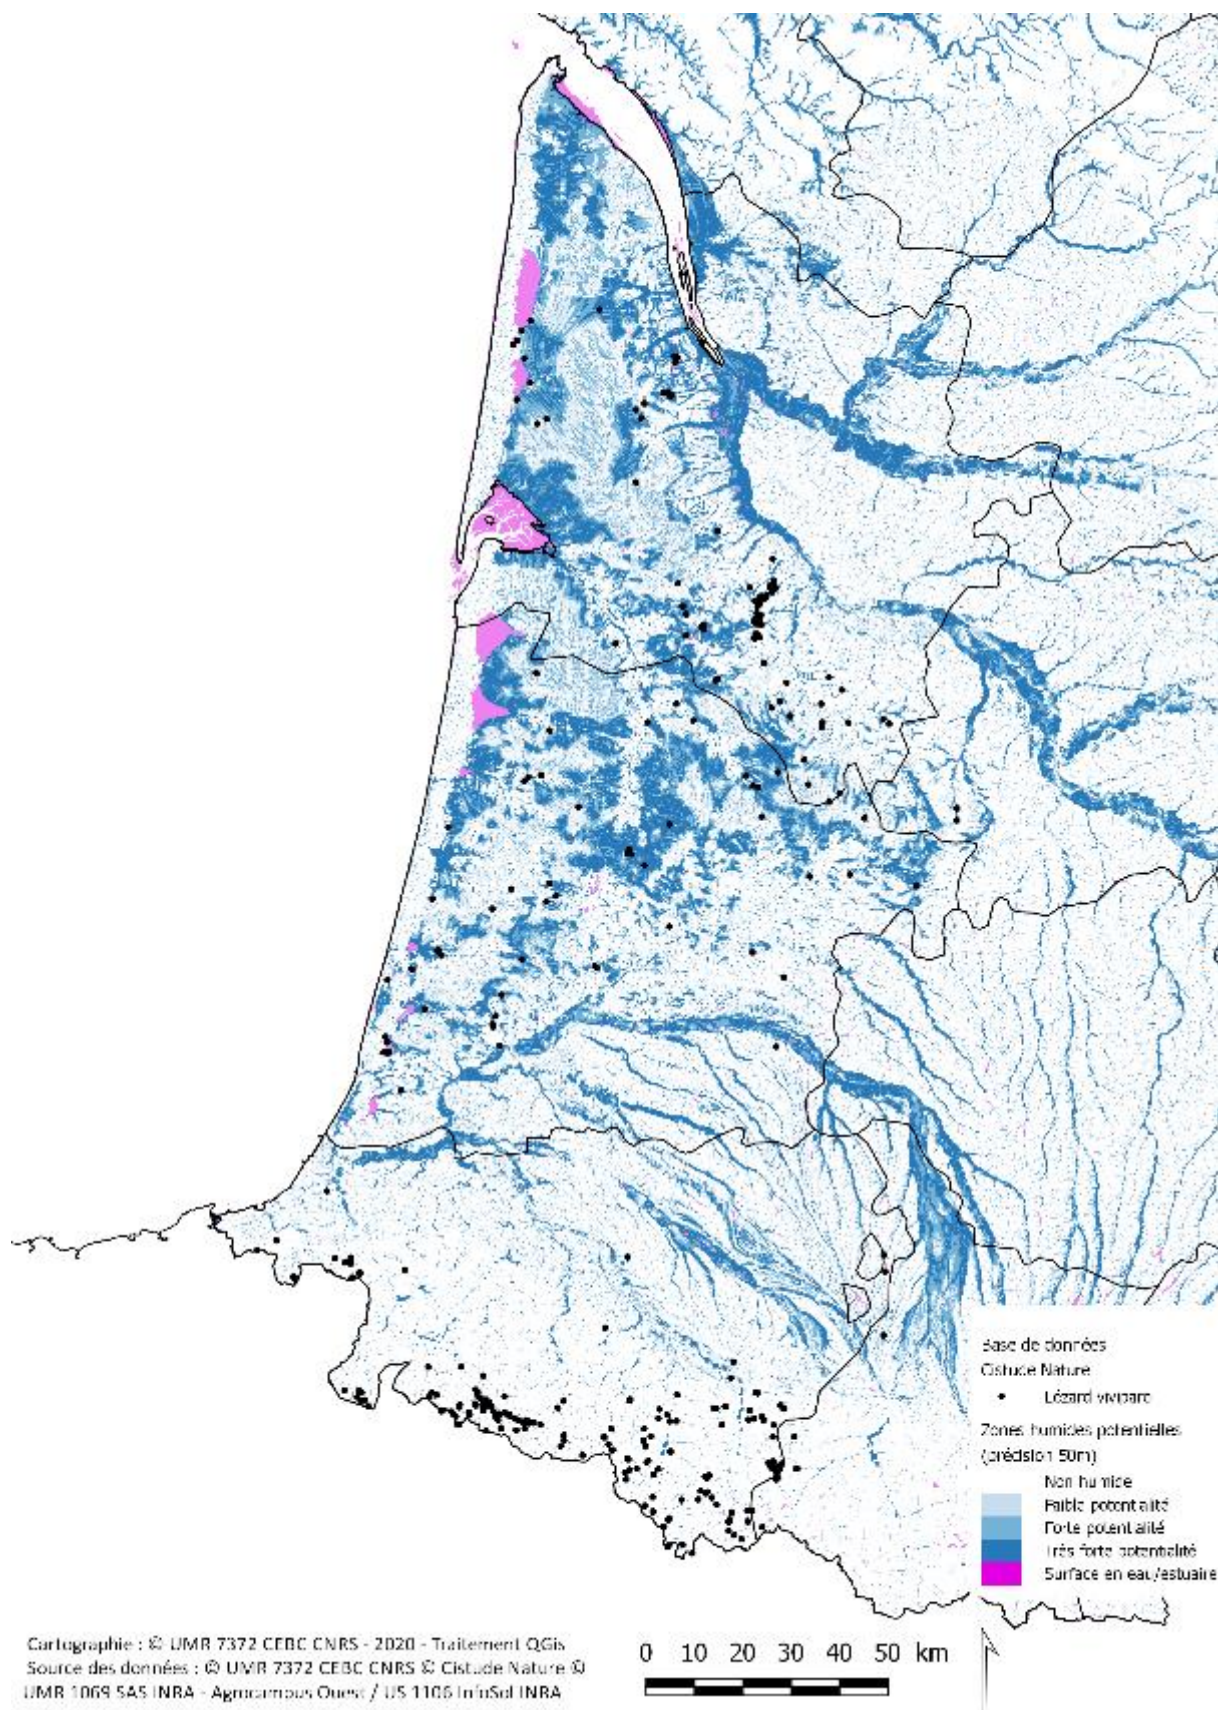 Base de données
Cistude Nature
Lézard vivipare
Zones humides potentielles
(précision 50m)
Non humide
Faible potentialité
Forte potentialité
Très forte potentialité
Surface en eau/estuaire
Cartographie : © UMR 7372 CEBC CNRS - 2020 - Traitement QGis
Source des données : © UMR 7372 CEBC CNRS © Cistude Nature ©
UMR 1069 SAS INRA - Agrocampus Ouest / US 1106 InfoSol INRA
0 10 20 30 40 50 km